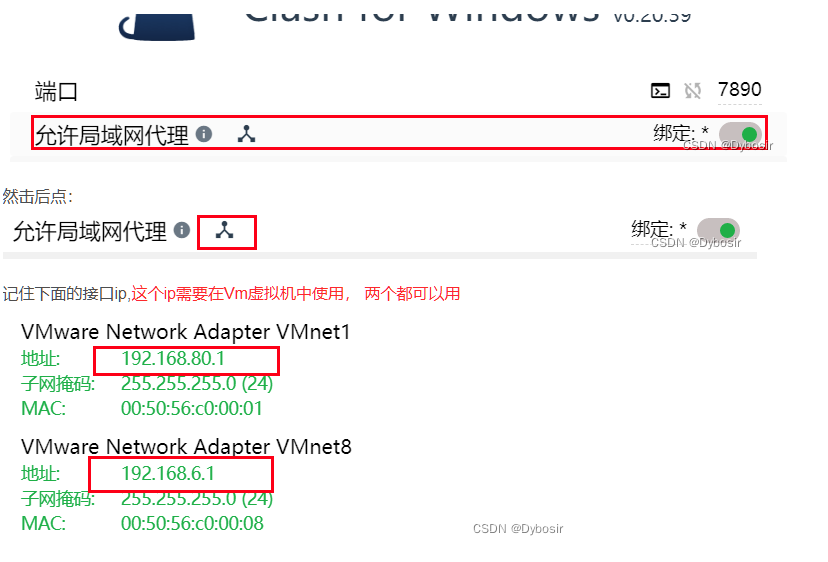 Clash for Windows v0.20.39
端口 7890
允许局域网代理 绑定: *
CSDN @Dybosir
然击后点：
允许局域网代理 绑定: *
CSDN @Dybosir
记住下面的接口ip,这个ip需要在Vm虚拟机中使用， 两个都可以用
VMware Network Adapter VMnet1
地址: 192.168.80.1
子网掩码: 255.255.255.0 (24)
MAC: 00:50:56:c0:00:01
VMware Network Adapter VMnet8
地址: 192.168.6.1
子网掩码: 255.255.255.0 (24)
MAC: 00:50:56:c0:00:08
CSDN @Dybosir